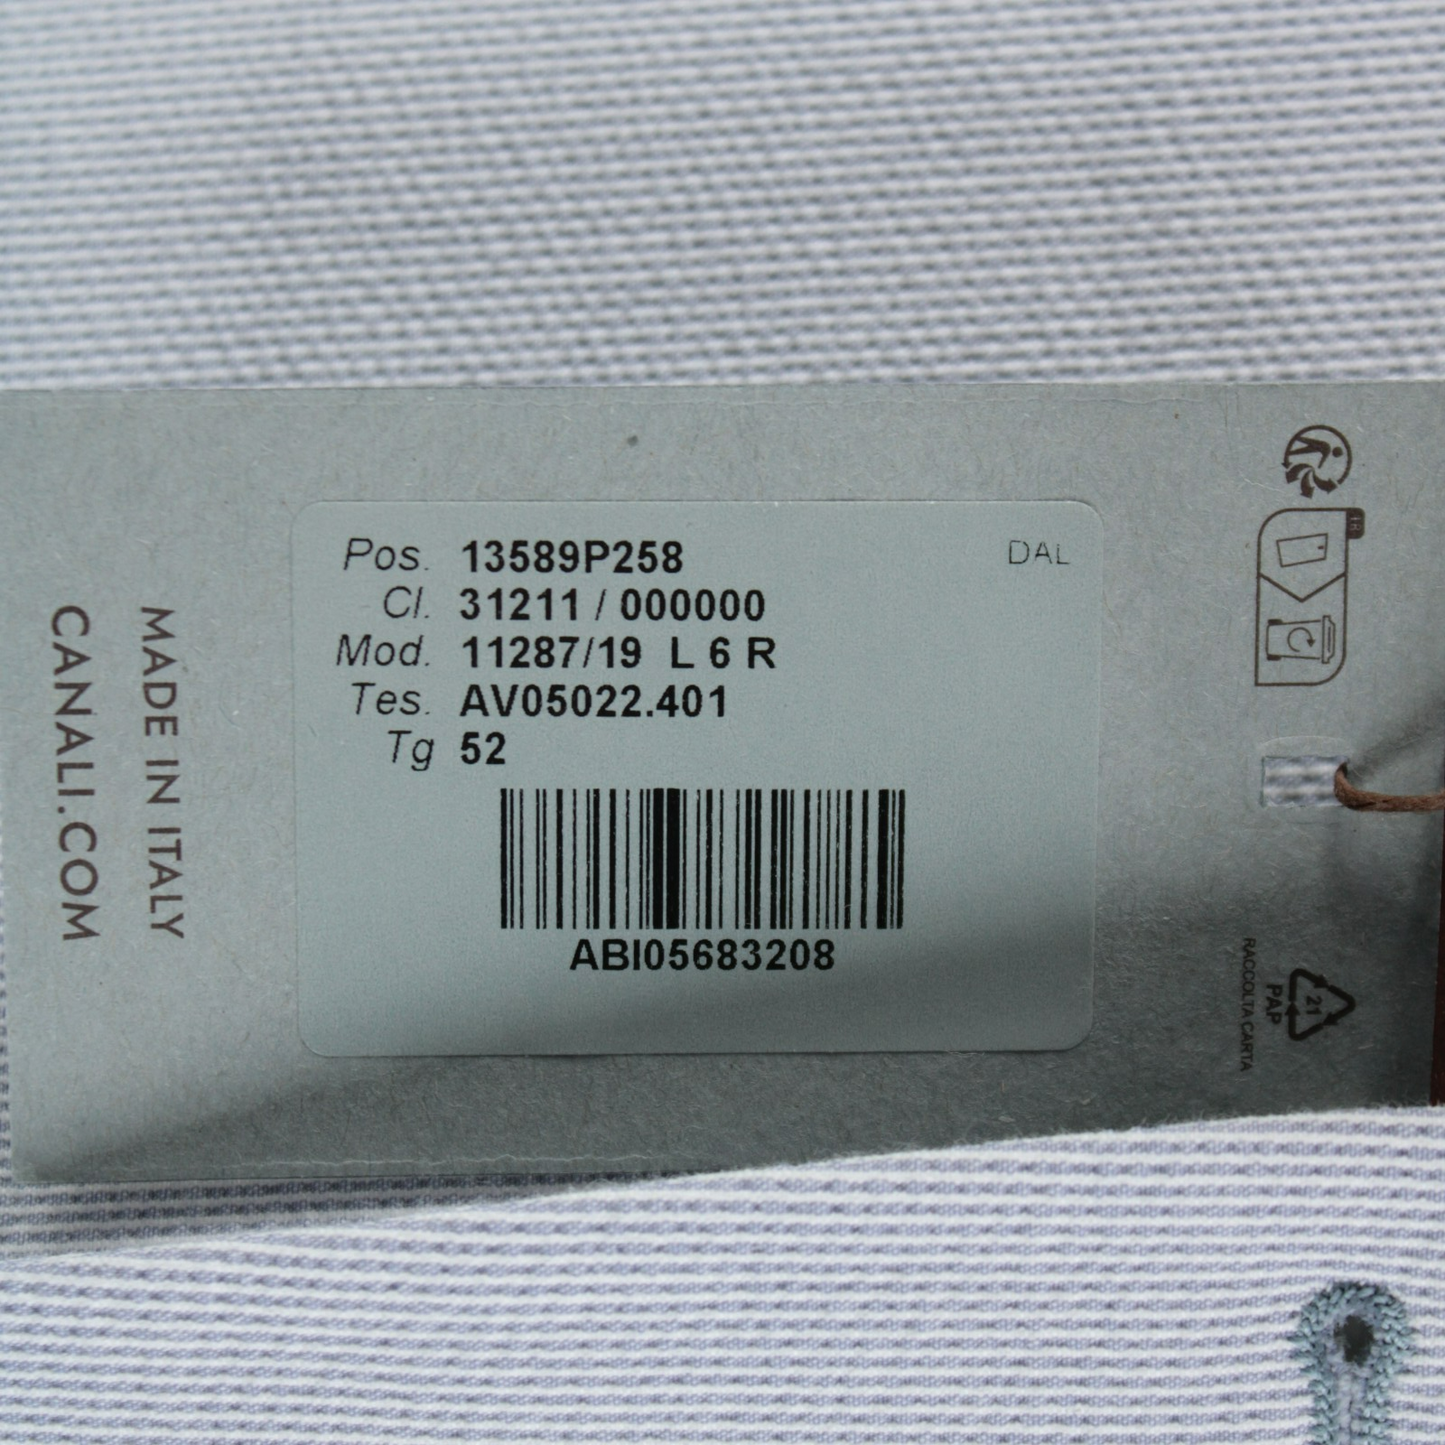 Pos. 13589P258
DAL
Cl. 31211 / 000000
Mod. 11287/19 L 6 R
Tes. AV05022.401
Tg 52
ABI05683208
MADE IN ITALY
CANALI.COM
FR
21
PAP
RACCOLTA CARTA